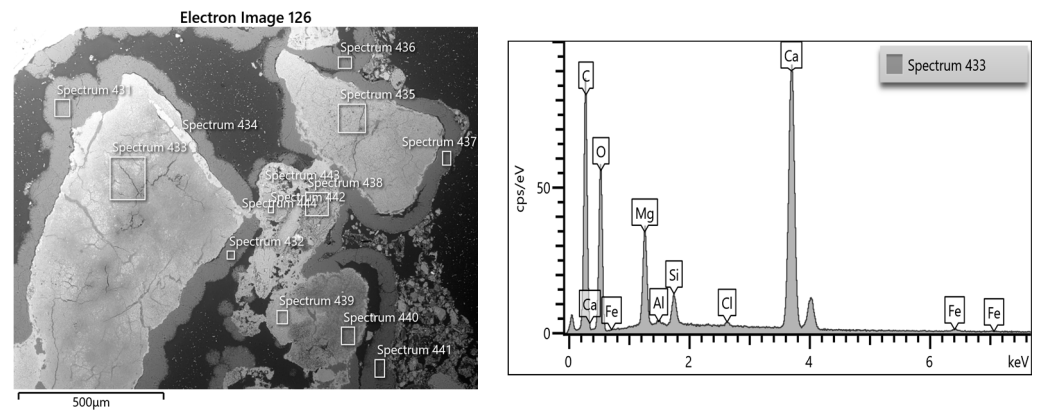 Electron Image 126
Spectrum 436
Spectrum 431
Spectrum 435
Spectrum 434
Spectrum 437
Spectrum 433
Spectrum 443
Spectrum 438
Spectrum 442
Spectrum 444
Spectrum 432
Spectrum 439
Spectrum 440
Spectrum 441
500µm
Spectrum 433
cps/eV
50
0
C
O
Ca
Fe
Mg
Al
Si
Cl
Ca
Fe
Fe
0 2 4 6 keV